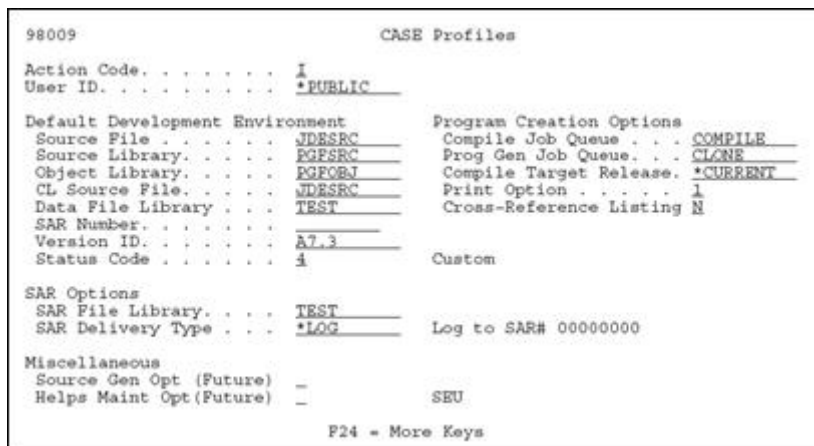 98009 CASE Profiles
Action Code. . . . . . . I
User ID. . . . . . . . . *PUBLIC
Default Development Environment Program Creation Options
Source File . . . . . . JDESRC Compile Job Queue . . . COMPILE
Source Library. . . . . PGFSRC Prog Gen Job Queue. . . CLONE
Object Library. . . . . PGFOBJ Compile Target Release. *CURRENT
CL Source File. . . . . JDESRC Print Option . . . . . 1
Data File Library . . . TEST Cross-Reference Listing N
SAR Number. . . . . . .
Version ID. . . . . . . A7.3
Status Code . . . . . . 4 Custom
SAR Options
SAR File Library. . . . TEST
SAR Delivery Type . . . *LOG Log to SAR# 00000000
Miscellaneous
Source Gen Opt (Future)
Helps Maint Opt(Future) SEU
F24 = More Keys